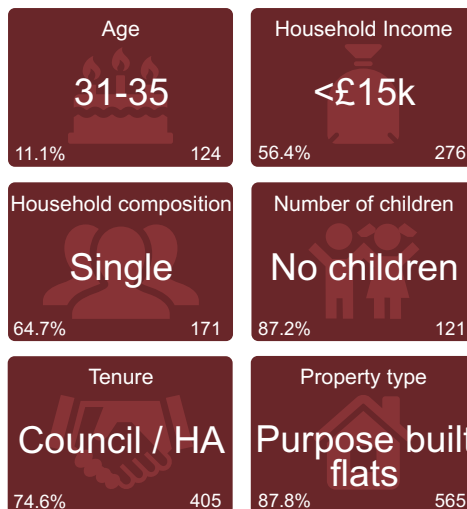 Age
31-35
11.1% 124
Household Income
<£15k
56.4% 276
Household composition
Single
64.7% 171
Number of children
No children
87.2% 121
Tenure
Council / HA
74.6% 405
Property type
Purpose built
flats
87.8% 565